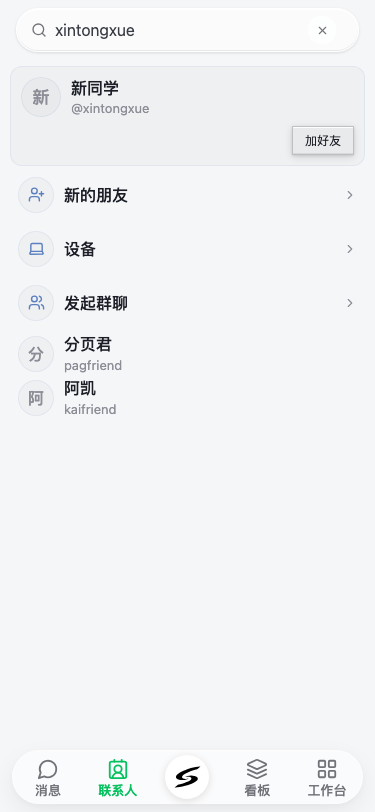 xintongxue
新
新同学
@xintongxue
加好友
新的朋友
设备
发起群聊
分
分页君
pagfriend
阿
阿凯
kaifriend
消息
联系人
看板
工作台